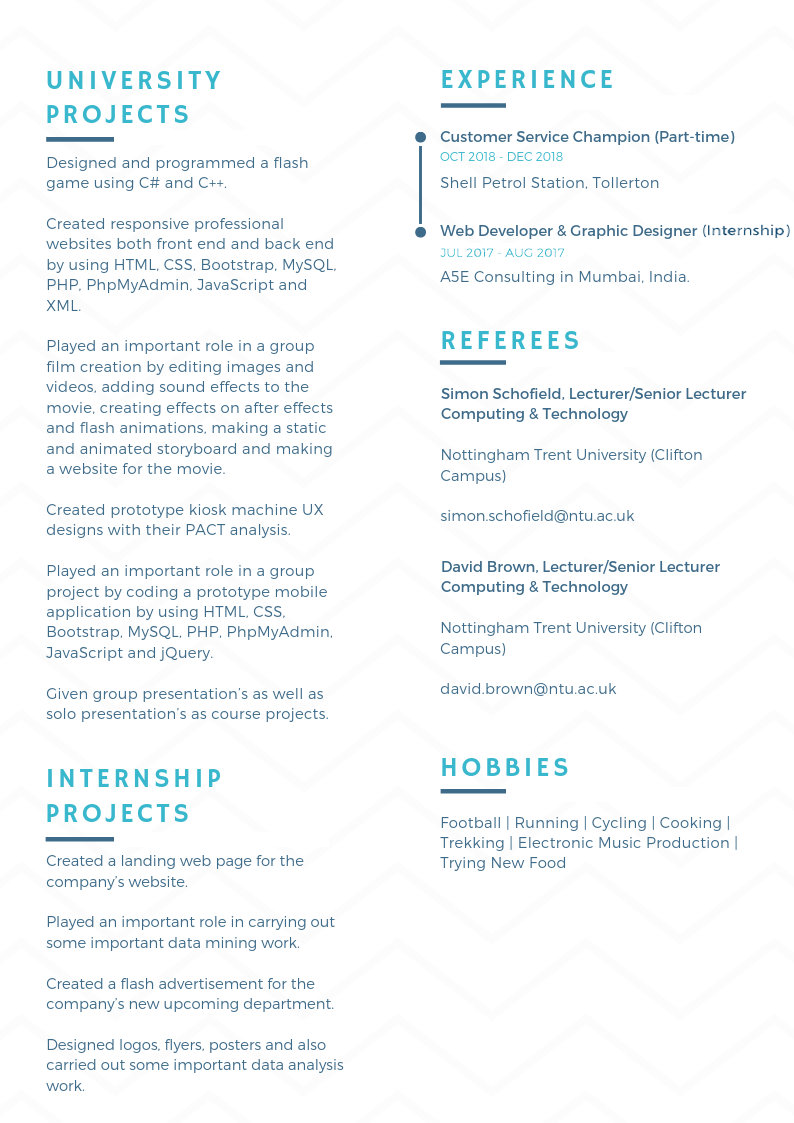 UNIVERSITY
PROJECTS
Designed and programmed a flash
game using C# and C++.
Created responsive professional
websites both front end and back end
by using HTML, CSS, Bootstrap, MySQL,
PHP, PhpMyAdmin, JavaScript and
XML.
Played an important role in a group
film creation by editing images and
videos, adding sound effects to the
movie, creating effects on after effects
and flash animations, making a static
and animated storyboard and making
a website for the movie.
Created prototype kiosk machine UX
designs with their PACT analysis.
Played an important role in a group
project by coding a prototype mobile
application by using HTML, CSS,
Bootstrap, MySQL, PHP, PhpMyAdmin,
JavaScript and jQuery.
Given group presentation's as well as
solo presentation's as course projects.
INTERNSHIP
PROJECTS
Created a landing web page for the
company's website.
Played an important role in carrying out
some important data mining work.
Created a flash advertisement for the
company's new upcoming department.
Designed logos, flyers, posters and also
carried out some important data analysis
work.
EXPERIENCE
Customer Service Champion (Part-time)
OCT 2018 - DEC 2018
Shell Petrol Station, Tollerton
Web Developer & Graphic Designer (Internship)
JUL 2017 - AUG 2017
A5E Consulting in Mumbai, India.
REFEREES
Simon Schofield, Lecturer/Senior Lecturer
Computing & Technology
Nottingham Trent University (Clifton
Campus)
simon.schofield@ntu.ac.uk
David Brown, Lecturer/Senior Lecturer
Computing & Technology
Nottingham Trent University (Clifton
Campus)
david.brown@ntu.ac.uk
HOBBIES
Football | Running | Cycling | Cooking |
Trekking | Electronic Music Production |
Trying New Food